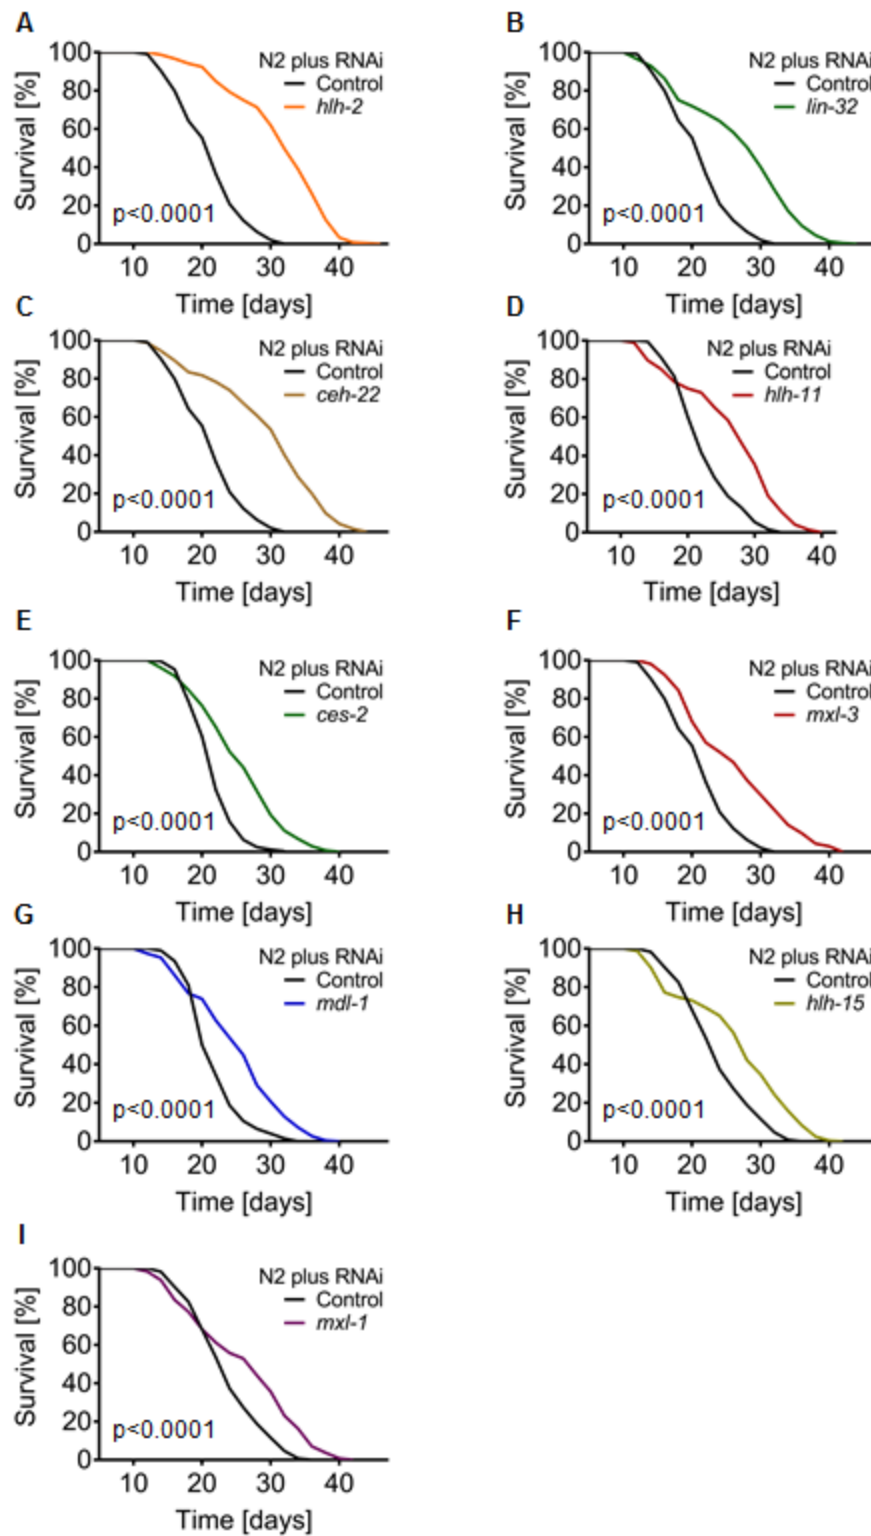 A
N2 plus RNAi
Control
hlh-2
Survival [%]
100
80
60
40
20
0
p<0.0001
10 20 30 40
Time [days]
B
N2 plus RNAi
Control
lin-32
Survival [%]
100
80
60
40
20
0
p<0.0001
10 20 30 40
Time [days]
C
N2 plus RNAi
Control
ceh-22
Survival [%]
100
80
60
40
20
0
p<0.0001
10 20 30 40
Time [days]
D
N2 plus RNAi
Control
hlh-11
Survival [%]
100
80
60
40
20
0
p<0.0001
10 20 30 40
Time [days]
E
N2 plus RNAi
Control
ces-2
Survival [%]
100
80
60
40
20
0
p<0.0001
10 20 30 40
Time [days]
F
N2 plus RNAi
Control
mxl-3
Survival [%]
100
80
60
40
20
0
p<0.0001
10 20 30 40
Time [days]
G
N2 plus RNAi
Control
mdl-1
Survival [%]
100
80
60
40
20
0
p<0.0001
10 20 30 40
Time [days]
H
N2 plus RNAi
Control
hlh-15
Survival [%]
100
80
60
40
20
0
p<0.0001
10 20 30 40
Time [days]
I
N2 plus RNAi
Control
mxl-1
Survival [%]
100
80
60
40
20
0
p<0.0001
10 20 30 40
Time [days]